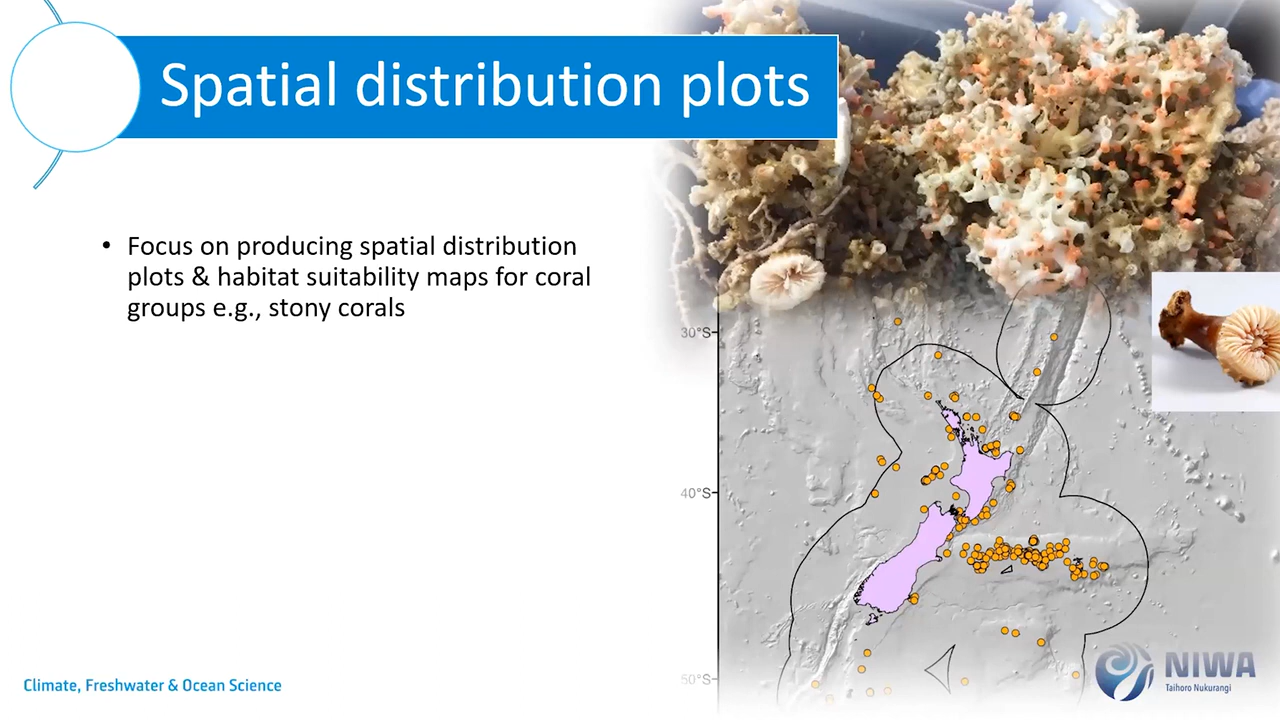 Spatial distribution plots
• Focus on producing spatial distribution
plots & habitat suitability maps for coral
groups e.g., stony corals
30°S
40°S
50°S
Climate, Freshwater & Ocean Science
NIWA
Taihoro Nukurangi